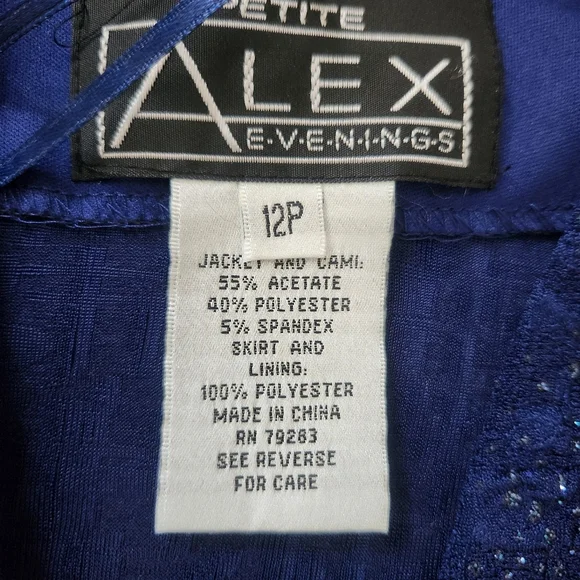 PETITE
ALEX
E·V·E·N·I·N·G·S
12P
JACKET AND CAMI:
55% ACETATE
40% POLYESTER
5% SPANDEX
SKIRT AND
LINING:
100% POLYESTER
MADE IN CHINA
RN 79283
SEE REVERSE
FOR CARE